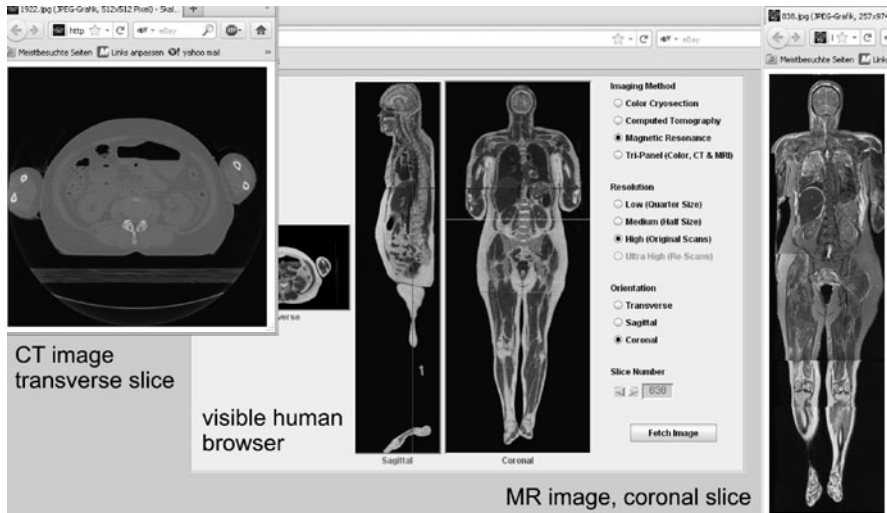 1922.jpg (JPEG-Grafik, 512x512 Pixel) - Skal...
http
eBay
Meistbesuchte Seiten Links anpassen yahoo mail »
CT image
transverse slice
eBay
verse
visible human
browser
Sagittal
Coronal
Imaging Method
Color Cryosection
Computed Tomography
Magnetic Resonance
Tri-Panel (Color, CT & MRI)
Resolution
Low (Quarter Size)
Medium (Half Size)
High (Original Scans)
Ultra High (Re-Scans)
Orientation
Transverse
Sagittal
Coronal
Slice Number
838
Fetch Image
MR image, coronal slice
838.jpg (JPEG-Grafik, 257x974
Meistbesuchte Seiten Links